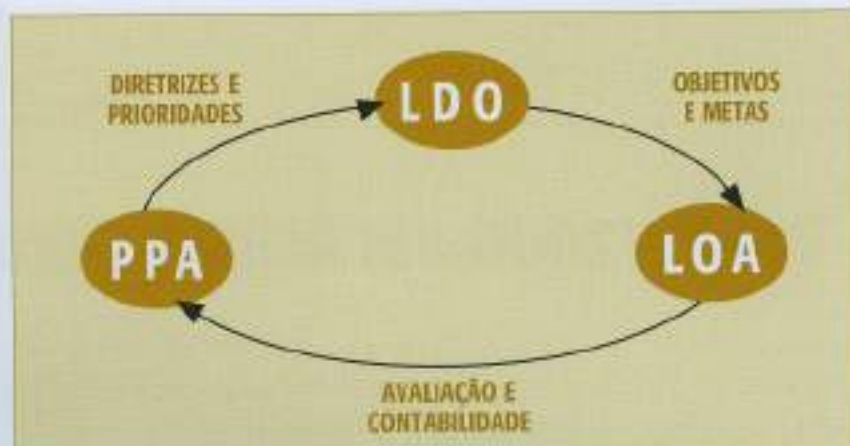 DIRETRIZES E
PRIORIDADES
LDO
OBJETIVOS
E METAS
PPA
LOA
AVALIAÇÃO E
CONTABILIDADE